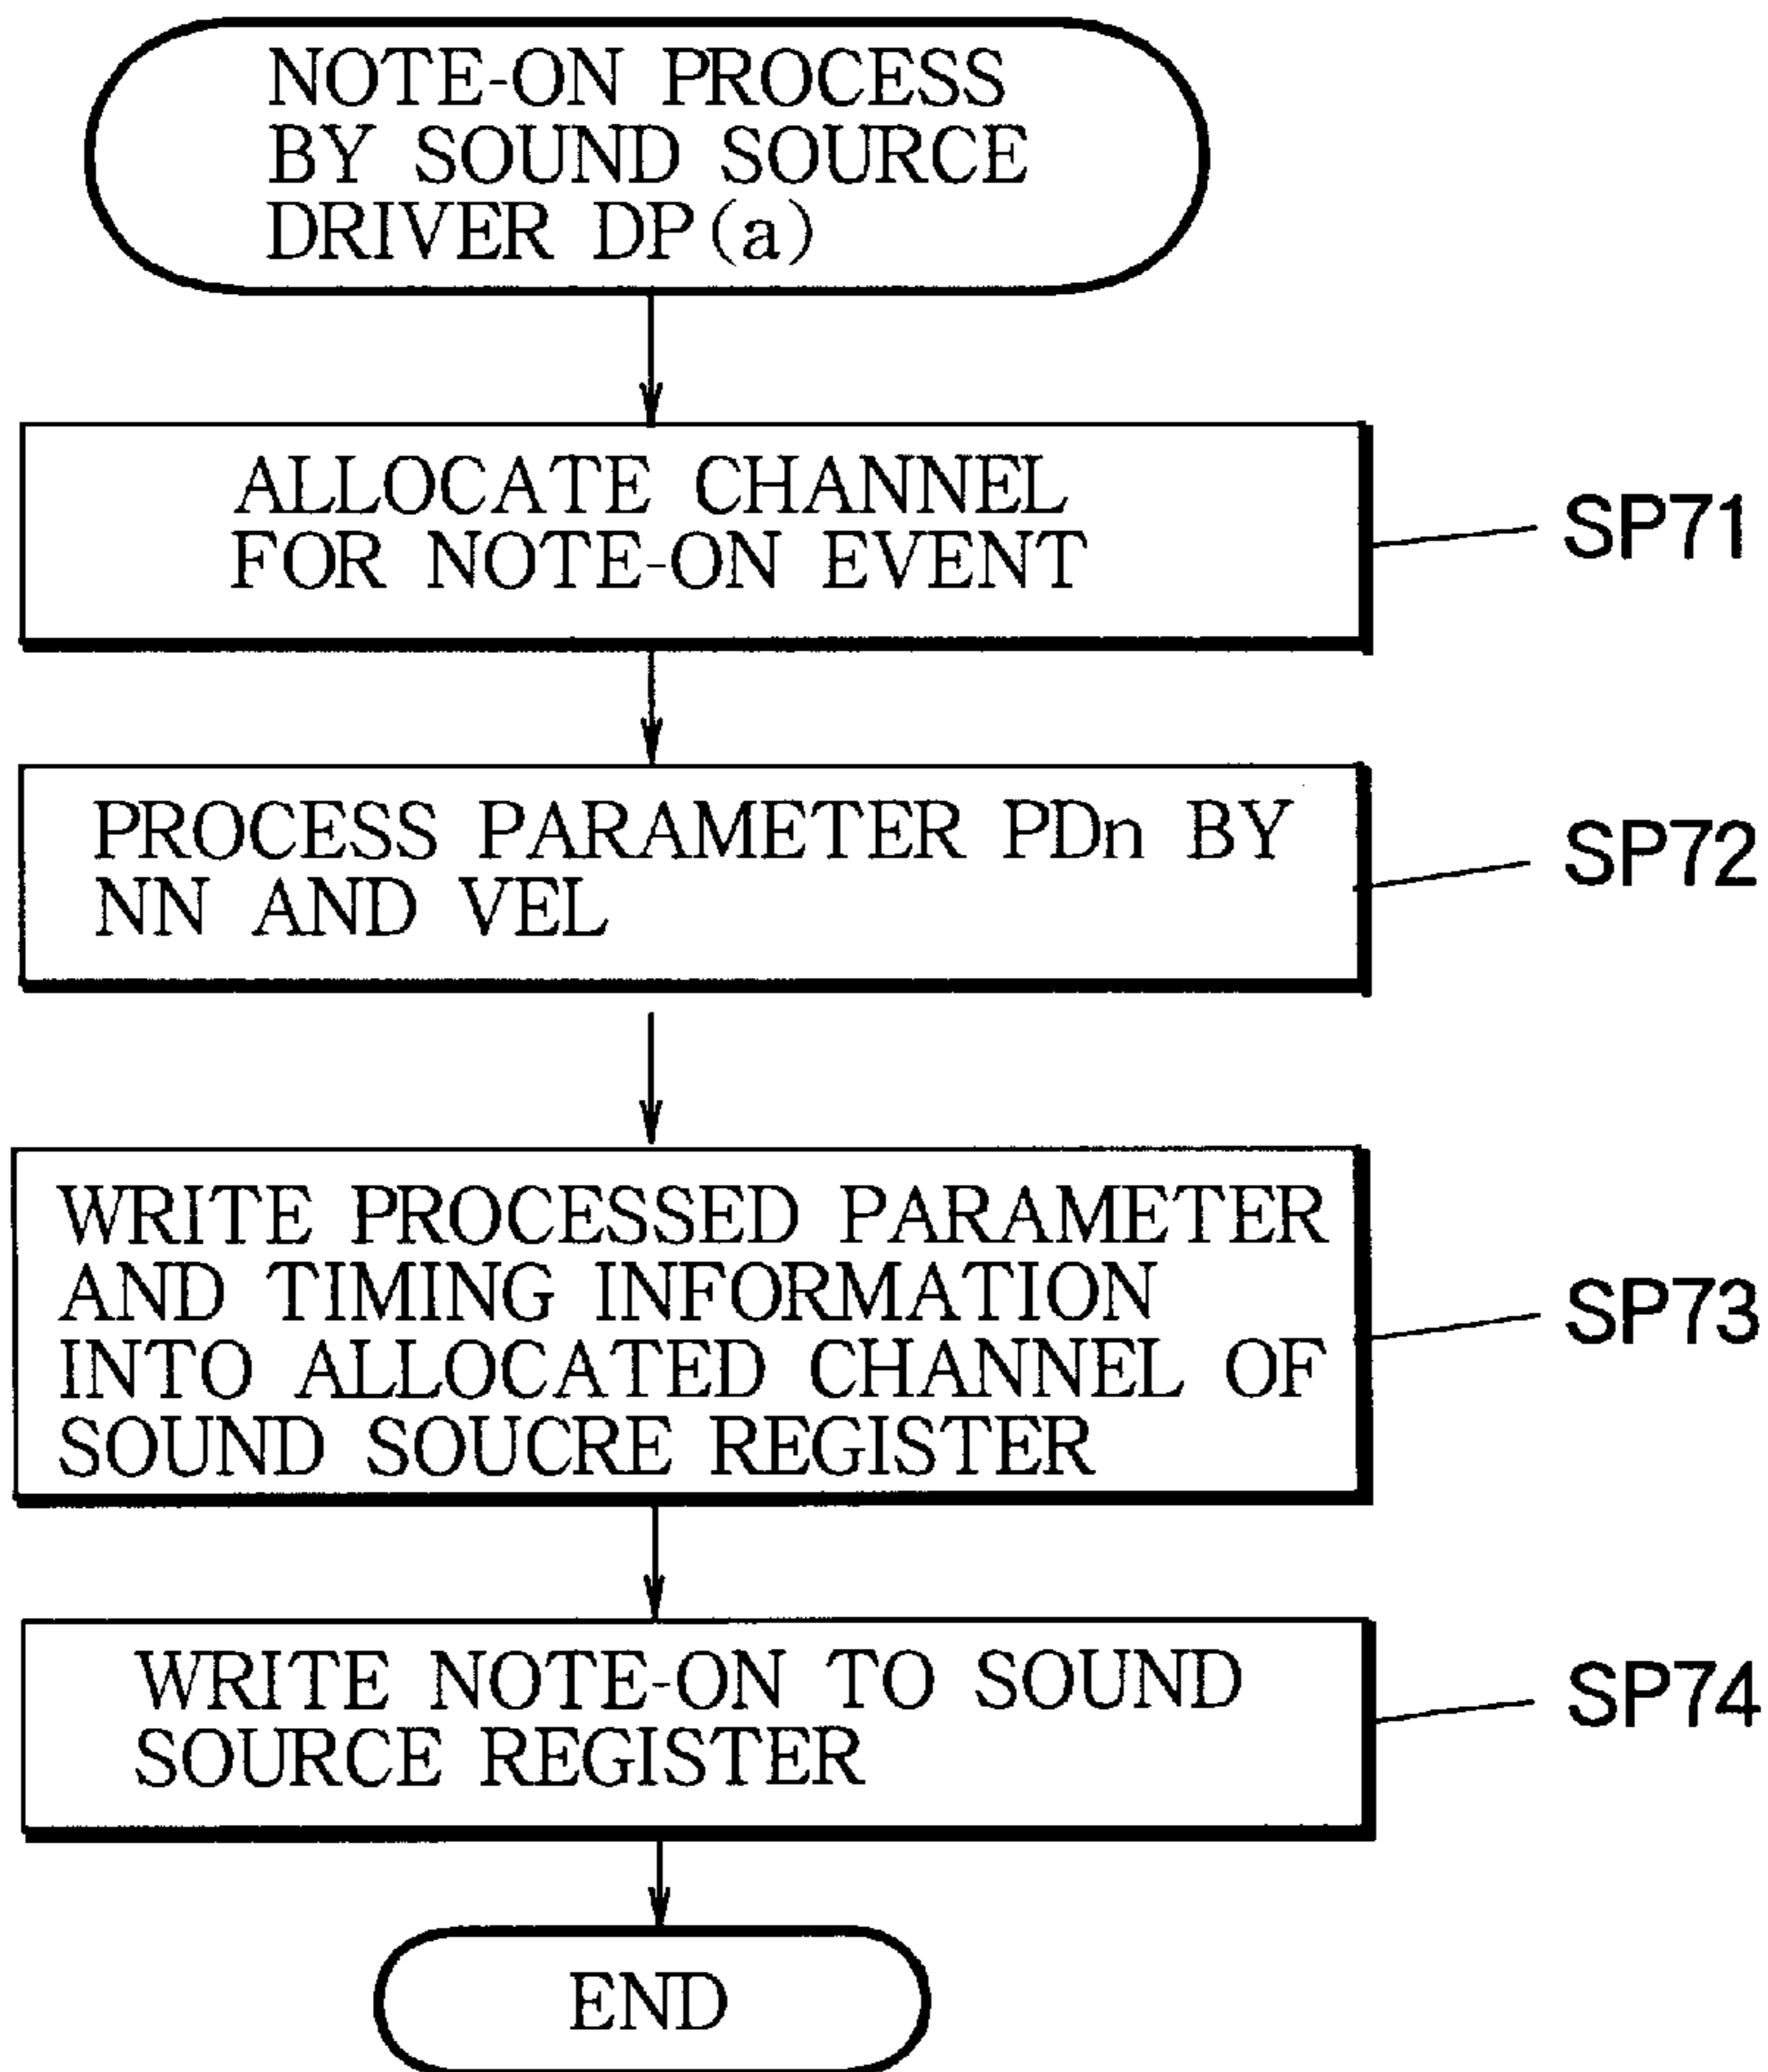 NOTE-ON PROCESS
BY SOUND SOURCE
DRIVER DP(a)
ALLOCATE CHANNEL
FOR NOTE-ON EVENT
SP71
PROCESS PARAMETER PDn BY
NN AND VEL
SP72
WRITE PROCESSED PARAMETER
AND TIMING INFORMATION
INTO ALLOCATED CHANNEL OF
SOUND SOUCRE REGISTER
SP73
WRITE NOTE-ON TO SOUND
SOURCE REGISTER
SP74
END